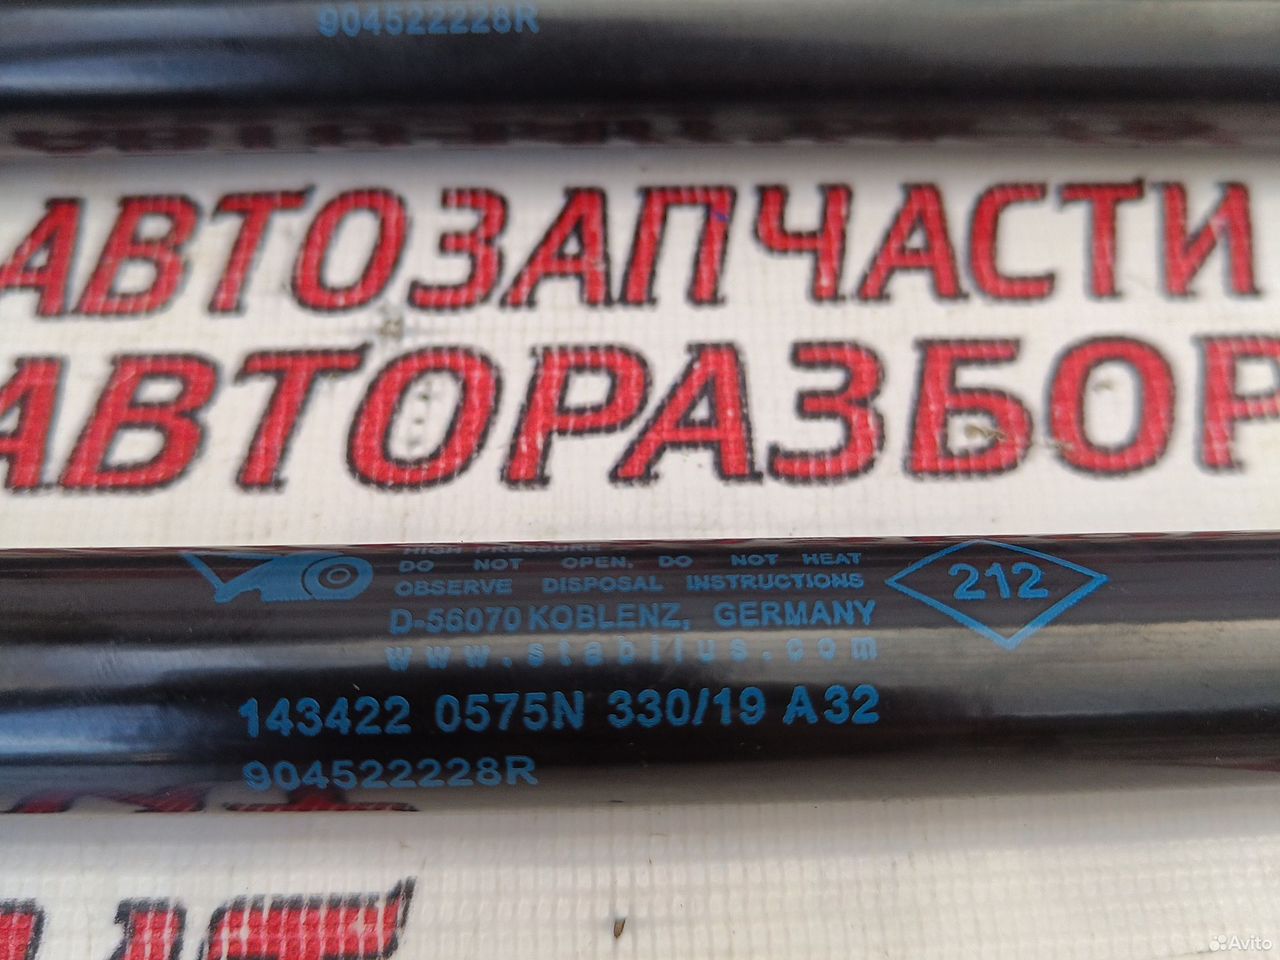 904522228R
АВТОЗАПЧАСТИ
АВТОРАЗБОР
HIGH PRESSURE
DO NOT OPEN, DO NOT HEAT
OBSERVE DISPOSAL INSTRUCTIONS
D-56070 KOBLENZ, GERMANY
www.stabilus.com
212
143422 0575N 330/19 A32
904522228R
Avito